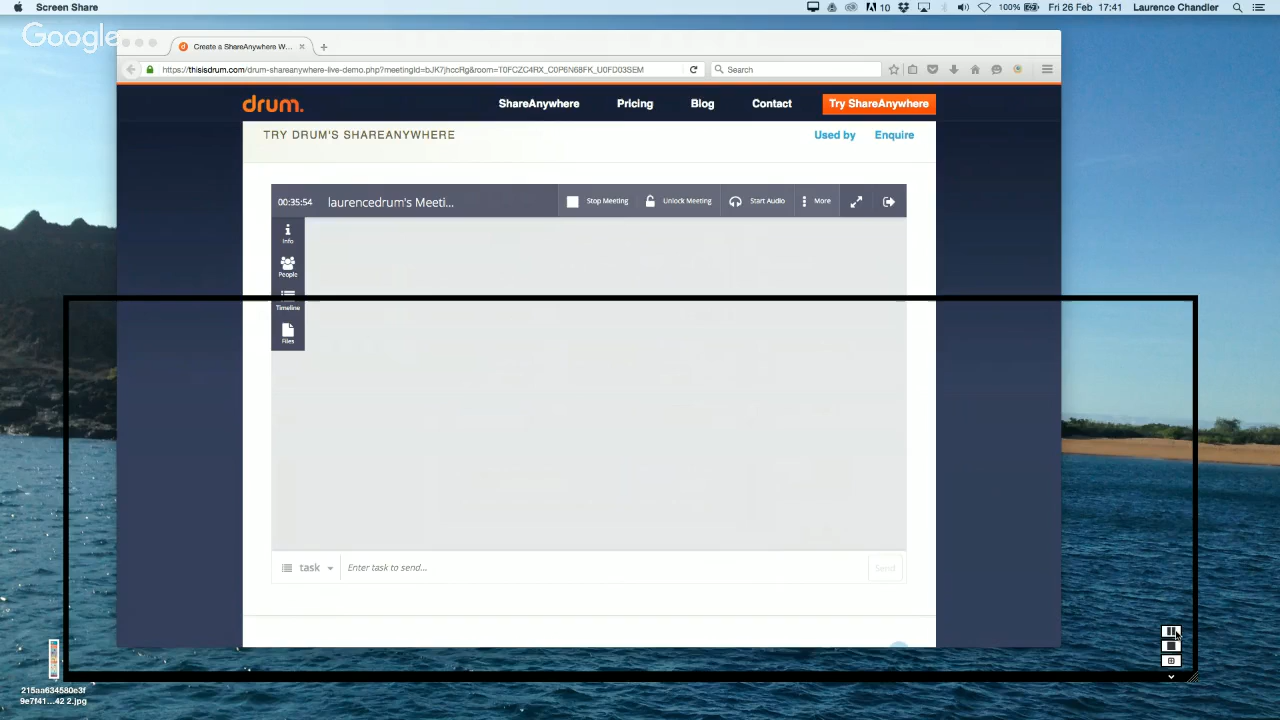 Screen Share
10
100%
Fri 26 Feb 17:41
Laurence Chandler
Google
Create a ShareAnywhere W...
https://thisisdrum.com/drum-shareanywhere-live-demo.php?meetingId=bJK7jhccRg&room=T0FCZC4RX_C0P6N68FK_U0FD03SEM
Search
drum.
ShareAnywhere
Pricing
Blog
Contact
Try ShareAnywhere
TRY DRUM'S SHAREANYWHERE
Used by
Enquire
00:35:54
laurencedrum's Meeti...
Stop Meeting
Unlock Meeting
Start Audio
More
Info
People
Timeline
Files
task
Enter task to send...
Send
215aa634580e3f
9e7f41...42 2.jpg